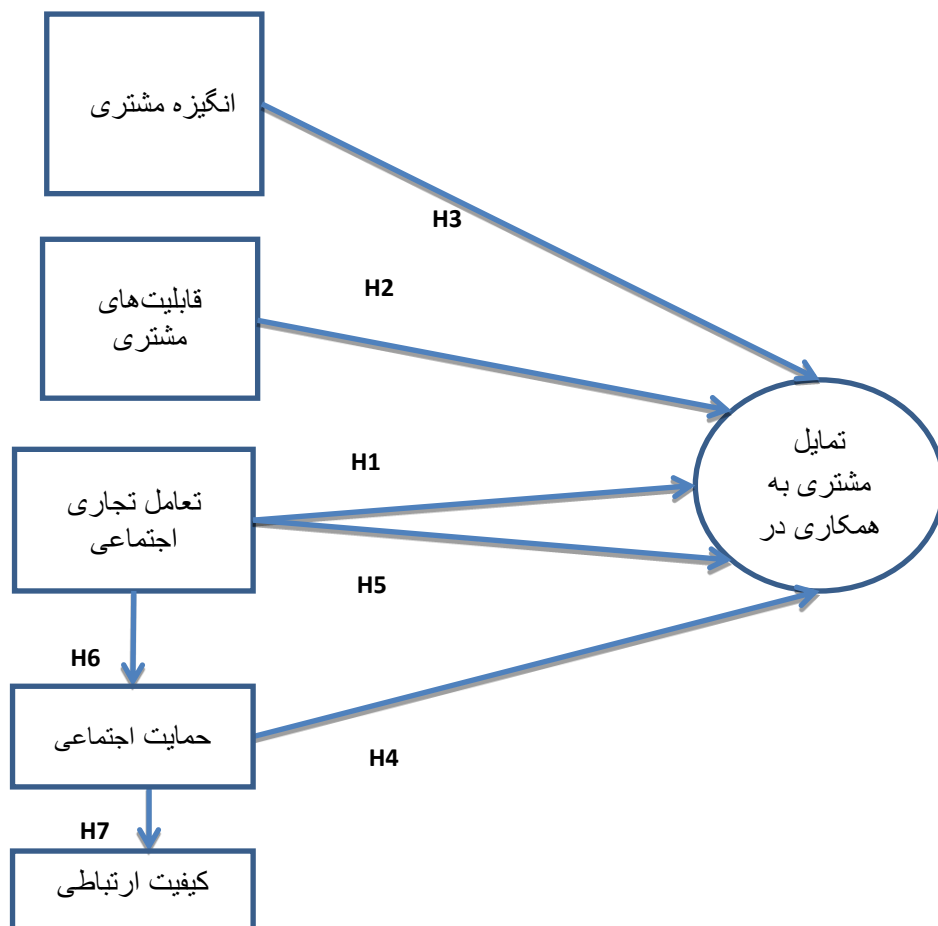 انگیزه مشتری
H3
قابلیت‌های
مشتری
H2
تمایل
مشتری به
همکاری در
H1
تعامل تجاری
اجتماعی
H5
H6
حمایت اجتماعی
H4
H7
کیفیت ارتباطی